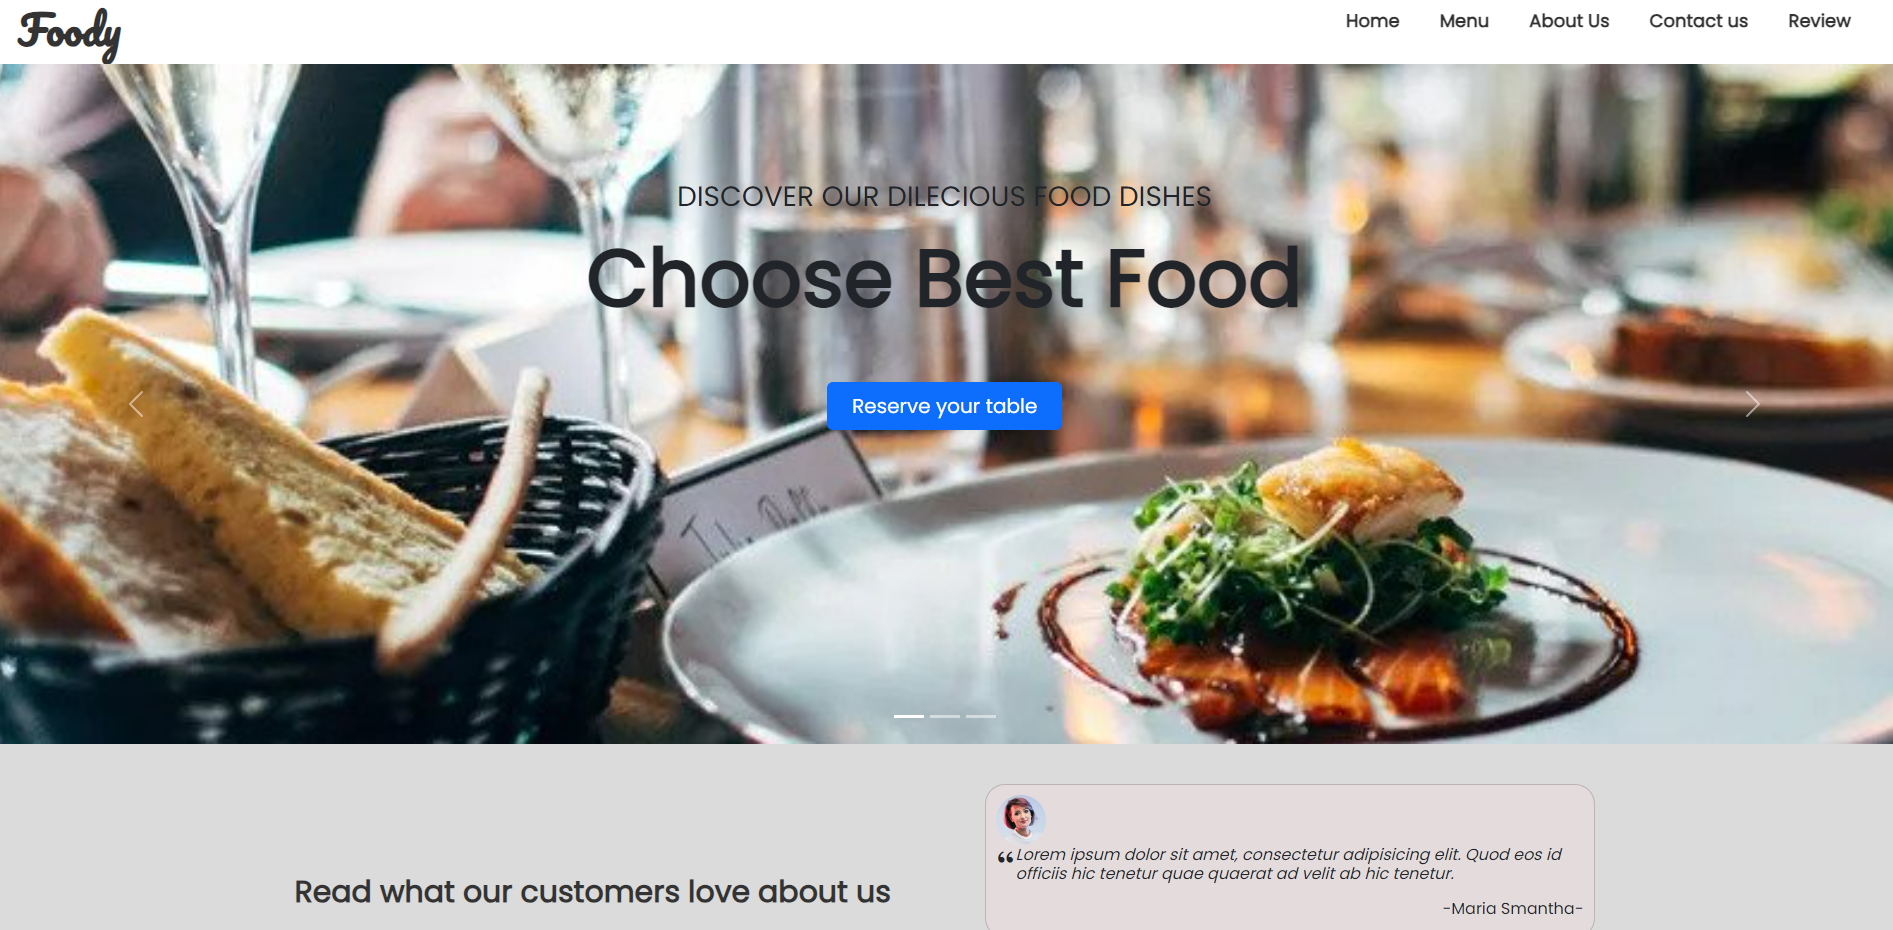 Foody
Home Menu About Us Contact us Review
DISCOVER OUR DILECIOUS FOOD DISHES
Choose Best Food
Reserve your table
Read what our customers love about us
“ Lorem ipsum dolor sit amet, consectetur adipisicing elit. Quod eos id
officiis hic tenetur quae quaerat ad velit ab hic tenetur.
-Maria Smantha-